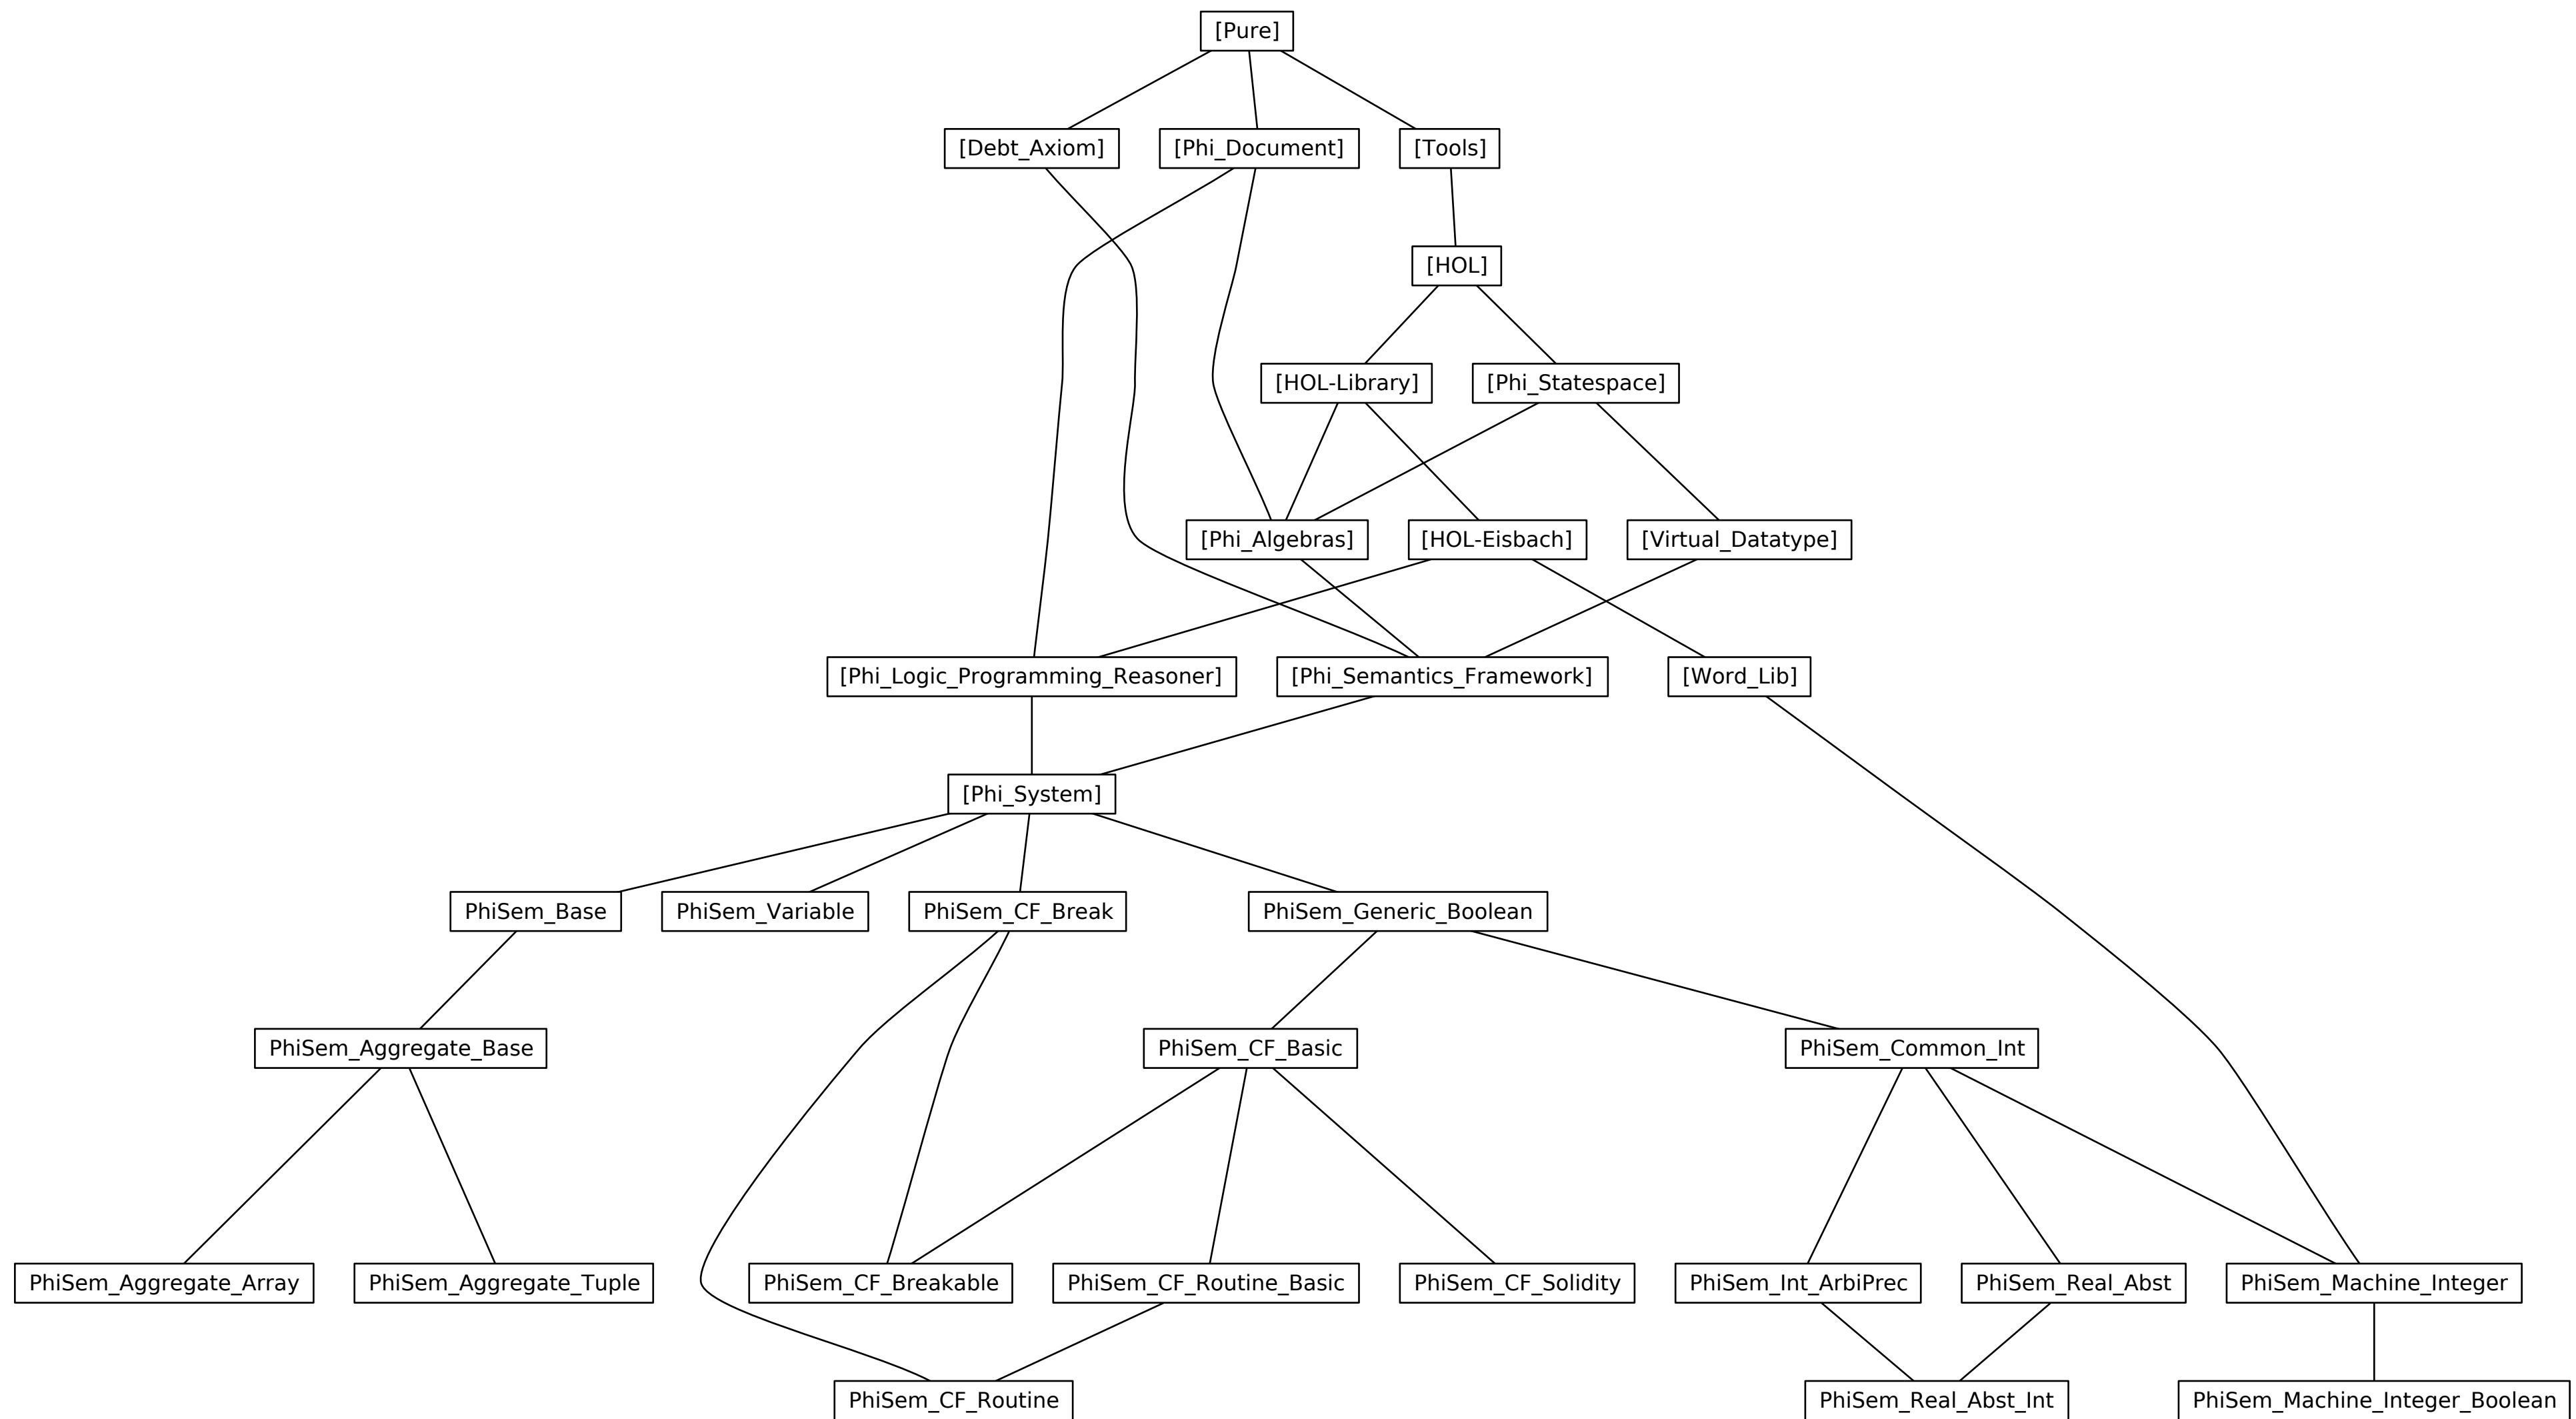 [Pure]
[Debt_Axiom]
[Phi_Document]
[Tools]
[HOL]
[HOL-Library]
[Phi_Statespace]
[Phi_Algebras]
[HOL-Eisbach]
[Virtual_Datatype]
[Phi_Logic_Programming_Reasoner]
[Phi_Semantics_Framework]
[Word_Lib]
[Phi_System]
PhiSem_Base
PhiSem_Variable
PhiSem_CF_Break
PhiSem_Generic_Boolean
PhiSem_Aggregate_Base
PhiSem_CF_Basic
PhiSem_Common_Int
PhiSem_Aggregate_Array
PhiSem_Aggregate_Tuple
PhiSem_CF_Breakable
PhiSem_CF_Routine_Basic
PhiSem_CF_Solidity
PhiSem_Int_ArbiPrec
PhiSem_Real_Abst
PhiSem_Machine_Integer
PhiSem_CF_Routine
PhiSem_Real_Abst_Int
PhiSem_Machine_Integer_Boolean